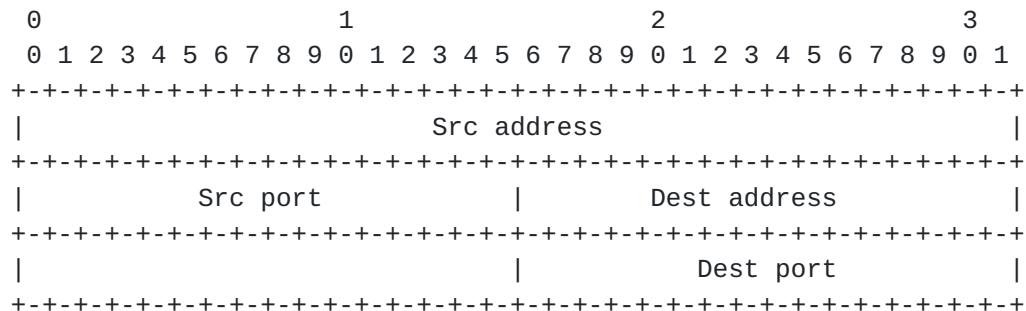 0                   1                   2                   3
 0 1 2 3 4 5 6 7 8 9 0 1 2 3 4 5 6 7 8 9 0 1 2 3 4 5 6 7 8 9 0 1
+-+-+-+-+-+-+-+-+-+-+-+-+-+-+-+-+-+-+-+-+-+-+-+-+-+-+-+-+-+-+-+-+
|                          Src address                          |
+-+-+-+-+-+-+-+-+-+-+-+-+-+-+-+-+-+-+-+-+-+-+-+-+-+-+-+-+-+-+-+-+
|           Src port            |        Dest address           |
+-+-+-+-+-+-+-+-+-+-+-+-+-+-+-+-+-+-+-+-+-+-+-+-+-+-+-+-+-+-+-+-+
|                               |           Dest port           |
+-+-+-+-+-+-+-+-+-+-+-+-+-+-+-+-+-+-+-+-+-+-+-+-+-+-+-+-+-+-+-+-+